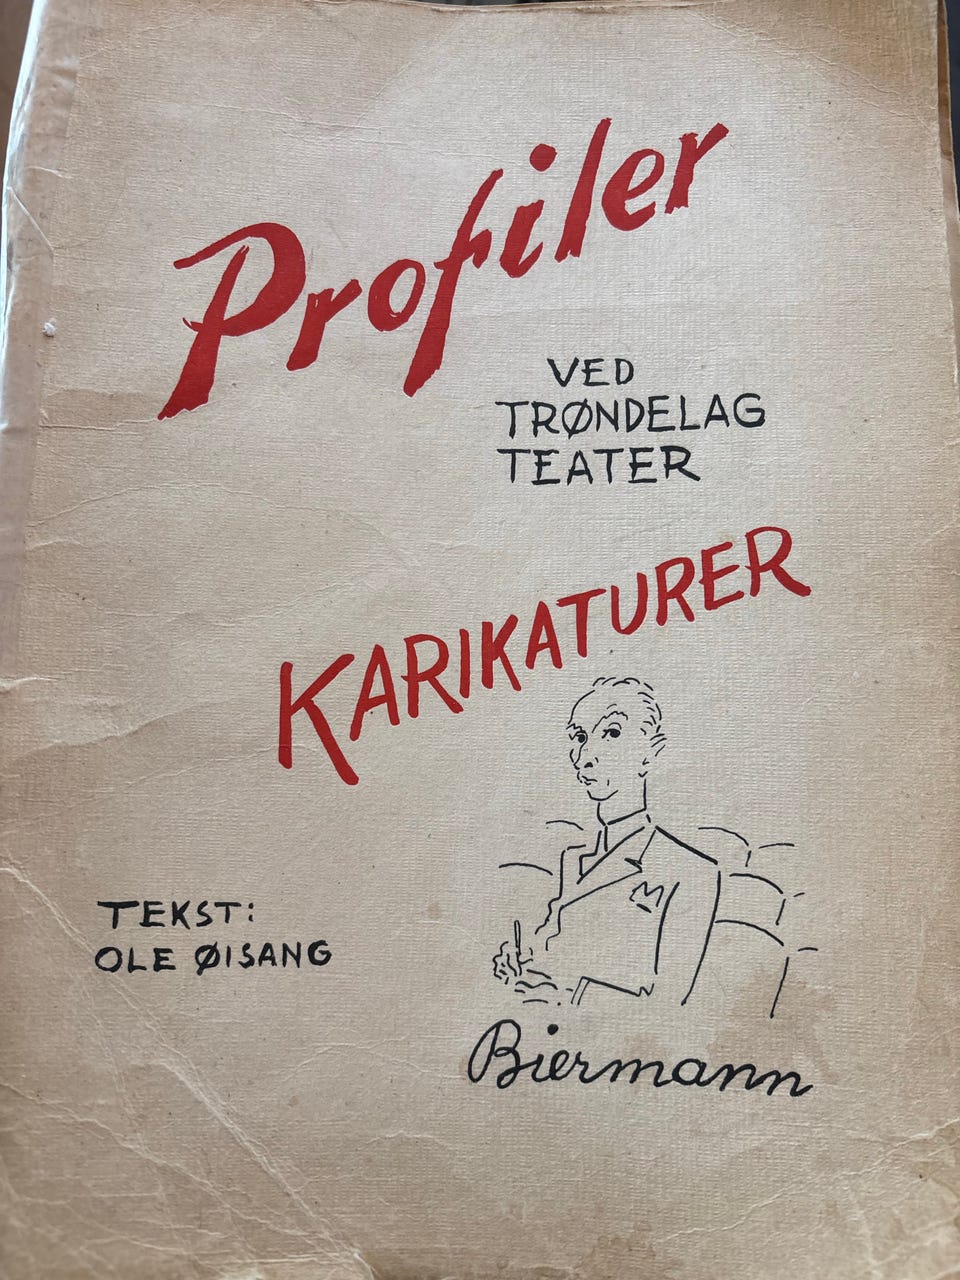 Profiler
VED
TRØNDELAG
TEATER
KARIKATURER
TEKST:
OLE ØISANG
Biermann